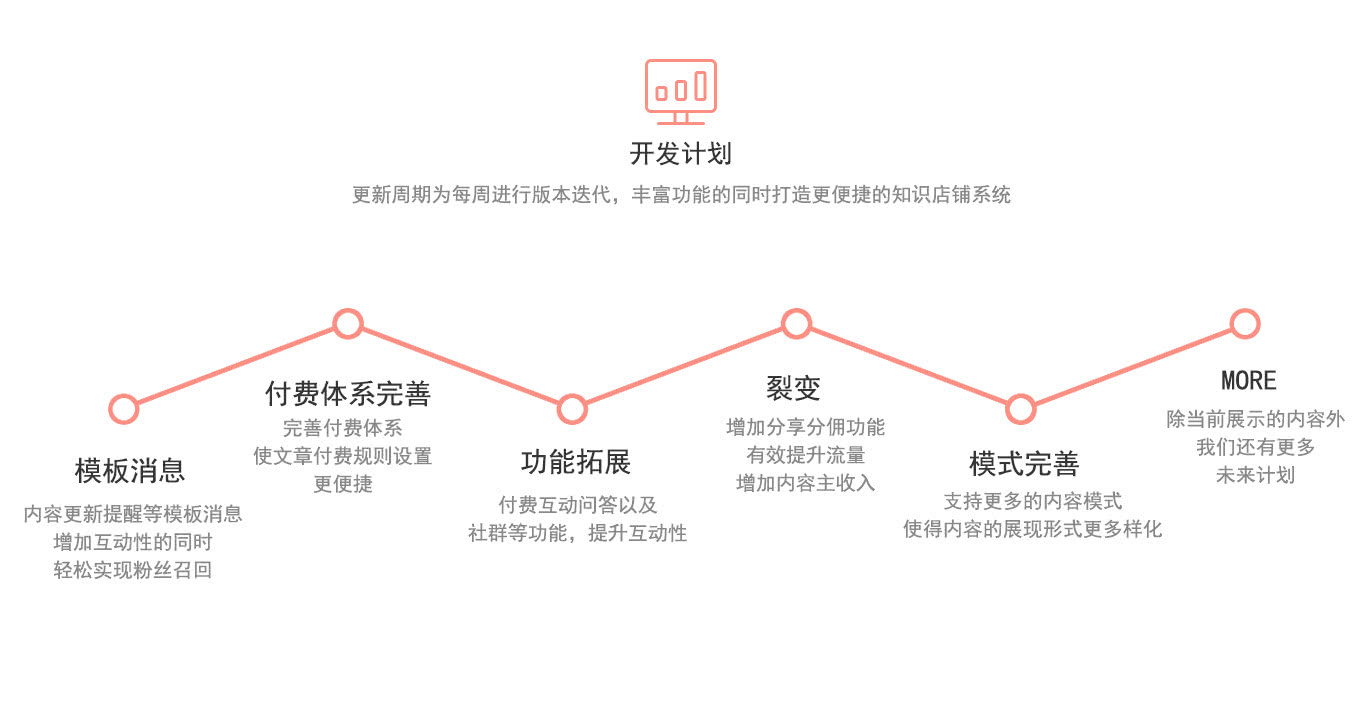 开发计划
更新周期为每周进行版本迭代，丰富功能的同时打造更便捷的知识店铺系统
模板消息
内容更新提醒等模板消息
增加互动性的同时
轻松实现粉丝召回
付费体系完善
完善付费体系
使文章付费规则设置
更便捷
功能拓展
付费互动问答以及
社群等功能，提升互动性
裂变
增加分享分佣功能
有效提升流量
增加内容主收入
模式完善
支持更多的内容模式
使得内容的展现形式更多样化
MORE
除当前展示的内容外
我们还有更多
未来计划